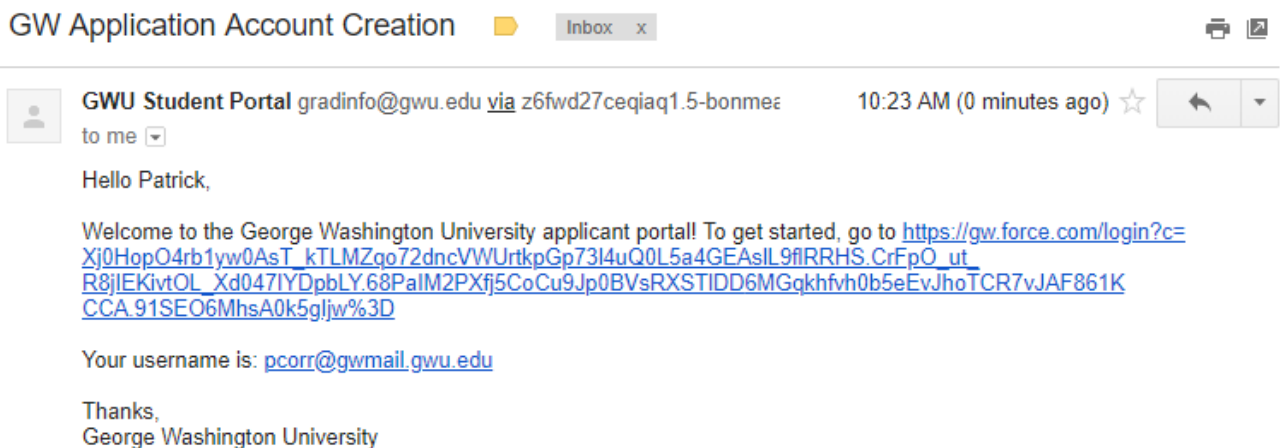 GW Application Account Creation Inbox x
GWU Student Portal gradinfo@gwu.edu via z6fwd27ceqiaq1.5-bonmea 10:23 AM (0 minutes ago)
to me
Hello Patrick,
Welcome to the George Washington University applicant portal! To get started, go to https://gw.force.com/login?c=
Xj0HopO4rb1yw0AsT_kTLMZqo72dncVWUrtkpGp73I4uQ0L5a4GEAslL9flRRHS.CrFpO_ut_
R8jIEKivtOL_Xd047IYDpbLY.68PaIM2PXfj5CoCu9Jp0BVsRXSTIDD6MGqkhfvh0b5eEvJhoTCR7vJAF861K
CCA.91SEO6MhsA0k5gIjw%3D
Your username is: pcorr@gwmail.gwu.edu
Thanks,
George Washington University